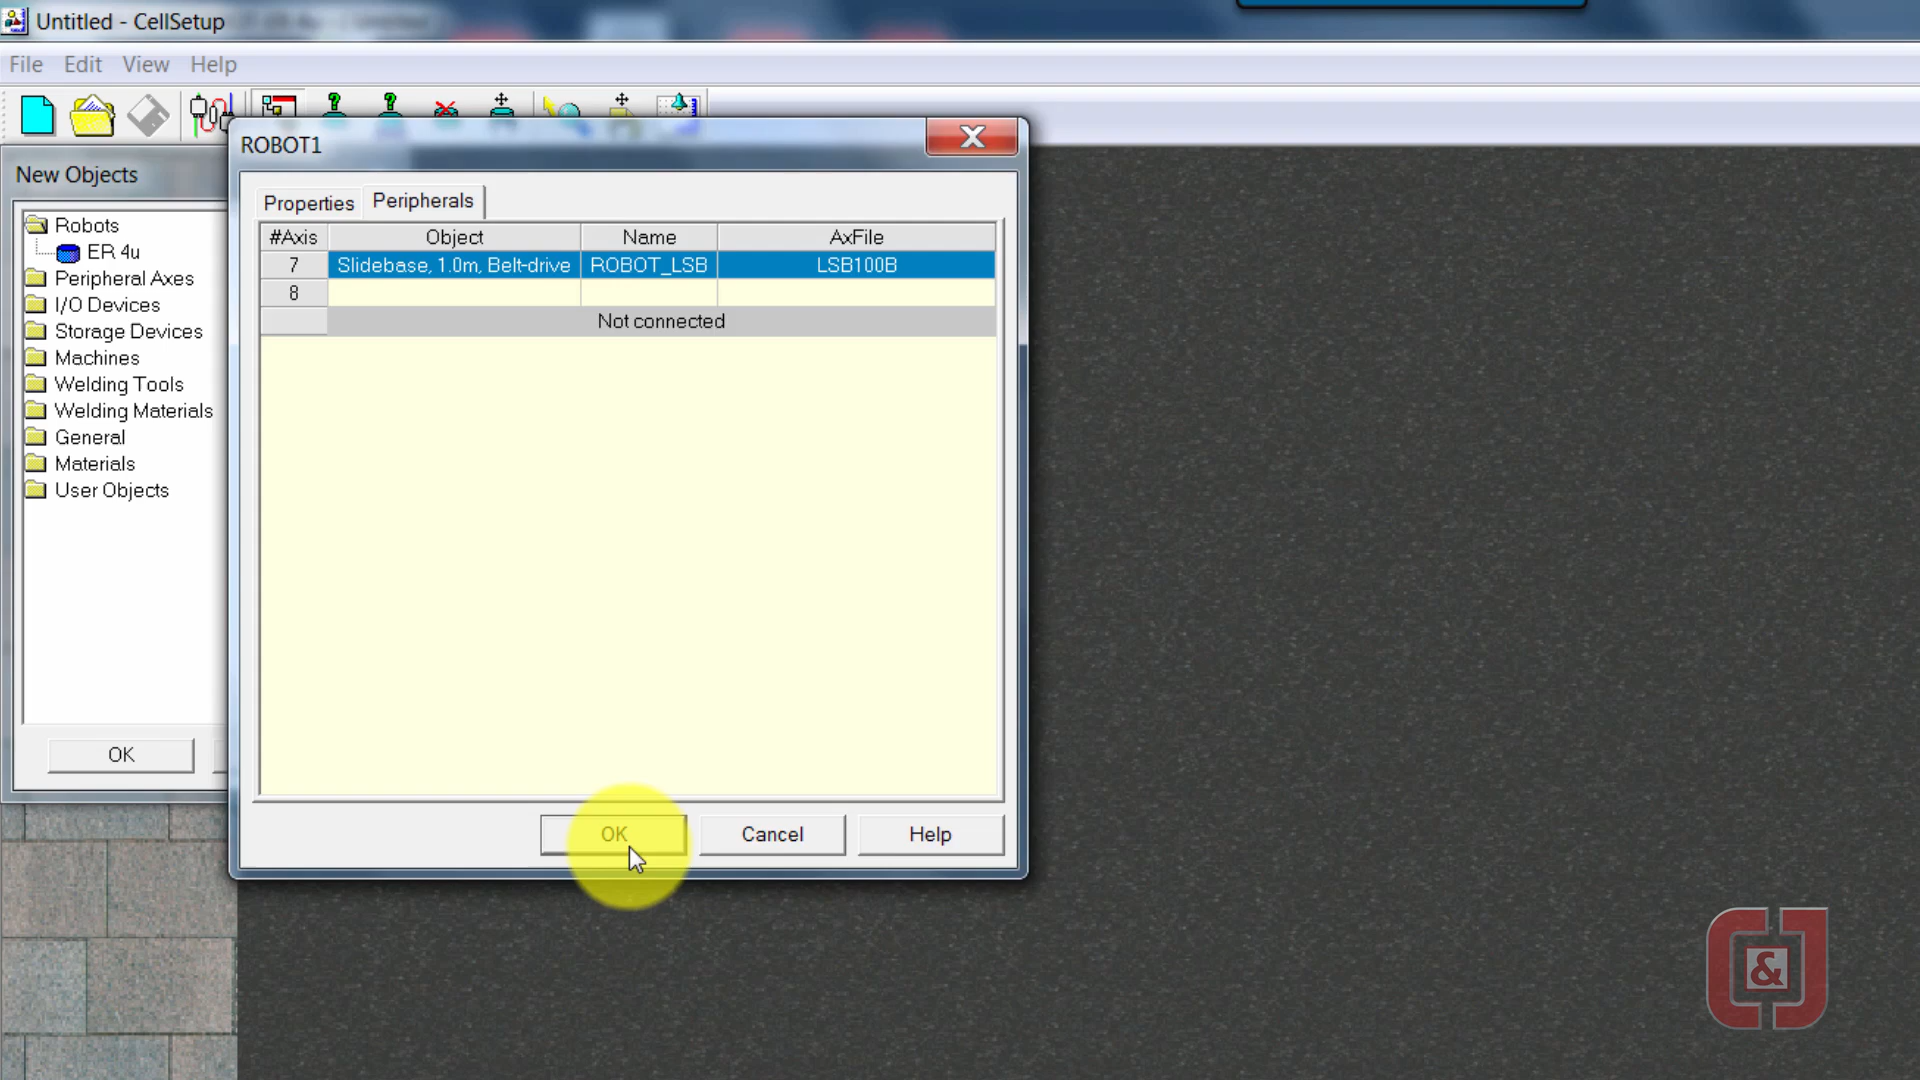 Untitled - CellSetup
File Edit View Help
ROBOT1
New Objects
Properties Peripherals
#Axis Object Name AxFile
7 Slidebase, 1.0m, Belt-drive ROBOT_LSB LSB100B
8
Not connected
Robots
ER 4u
Peripheral Axes
I/O Devices
Storage Devices
Machines
Welding Tools
Welding Materials
General
Materials
User Objects
OK
OK Cancel Help
C&J